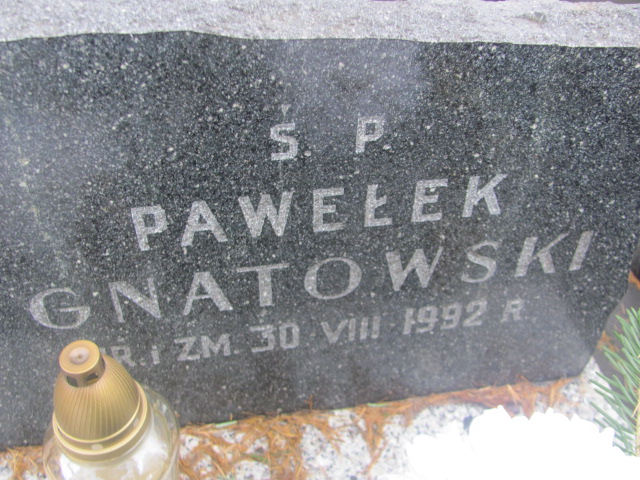 Ś. P
PAWEŁEK
GNATOWSKI
UR. i ZM. 30 VIII 1992 R